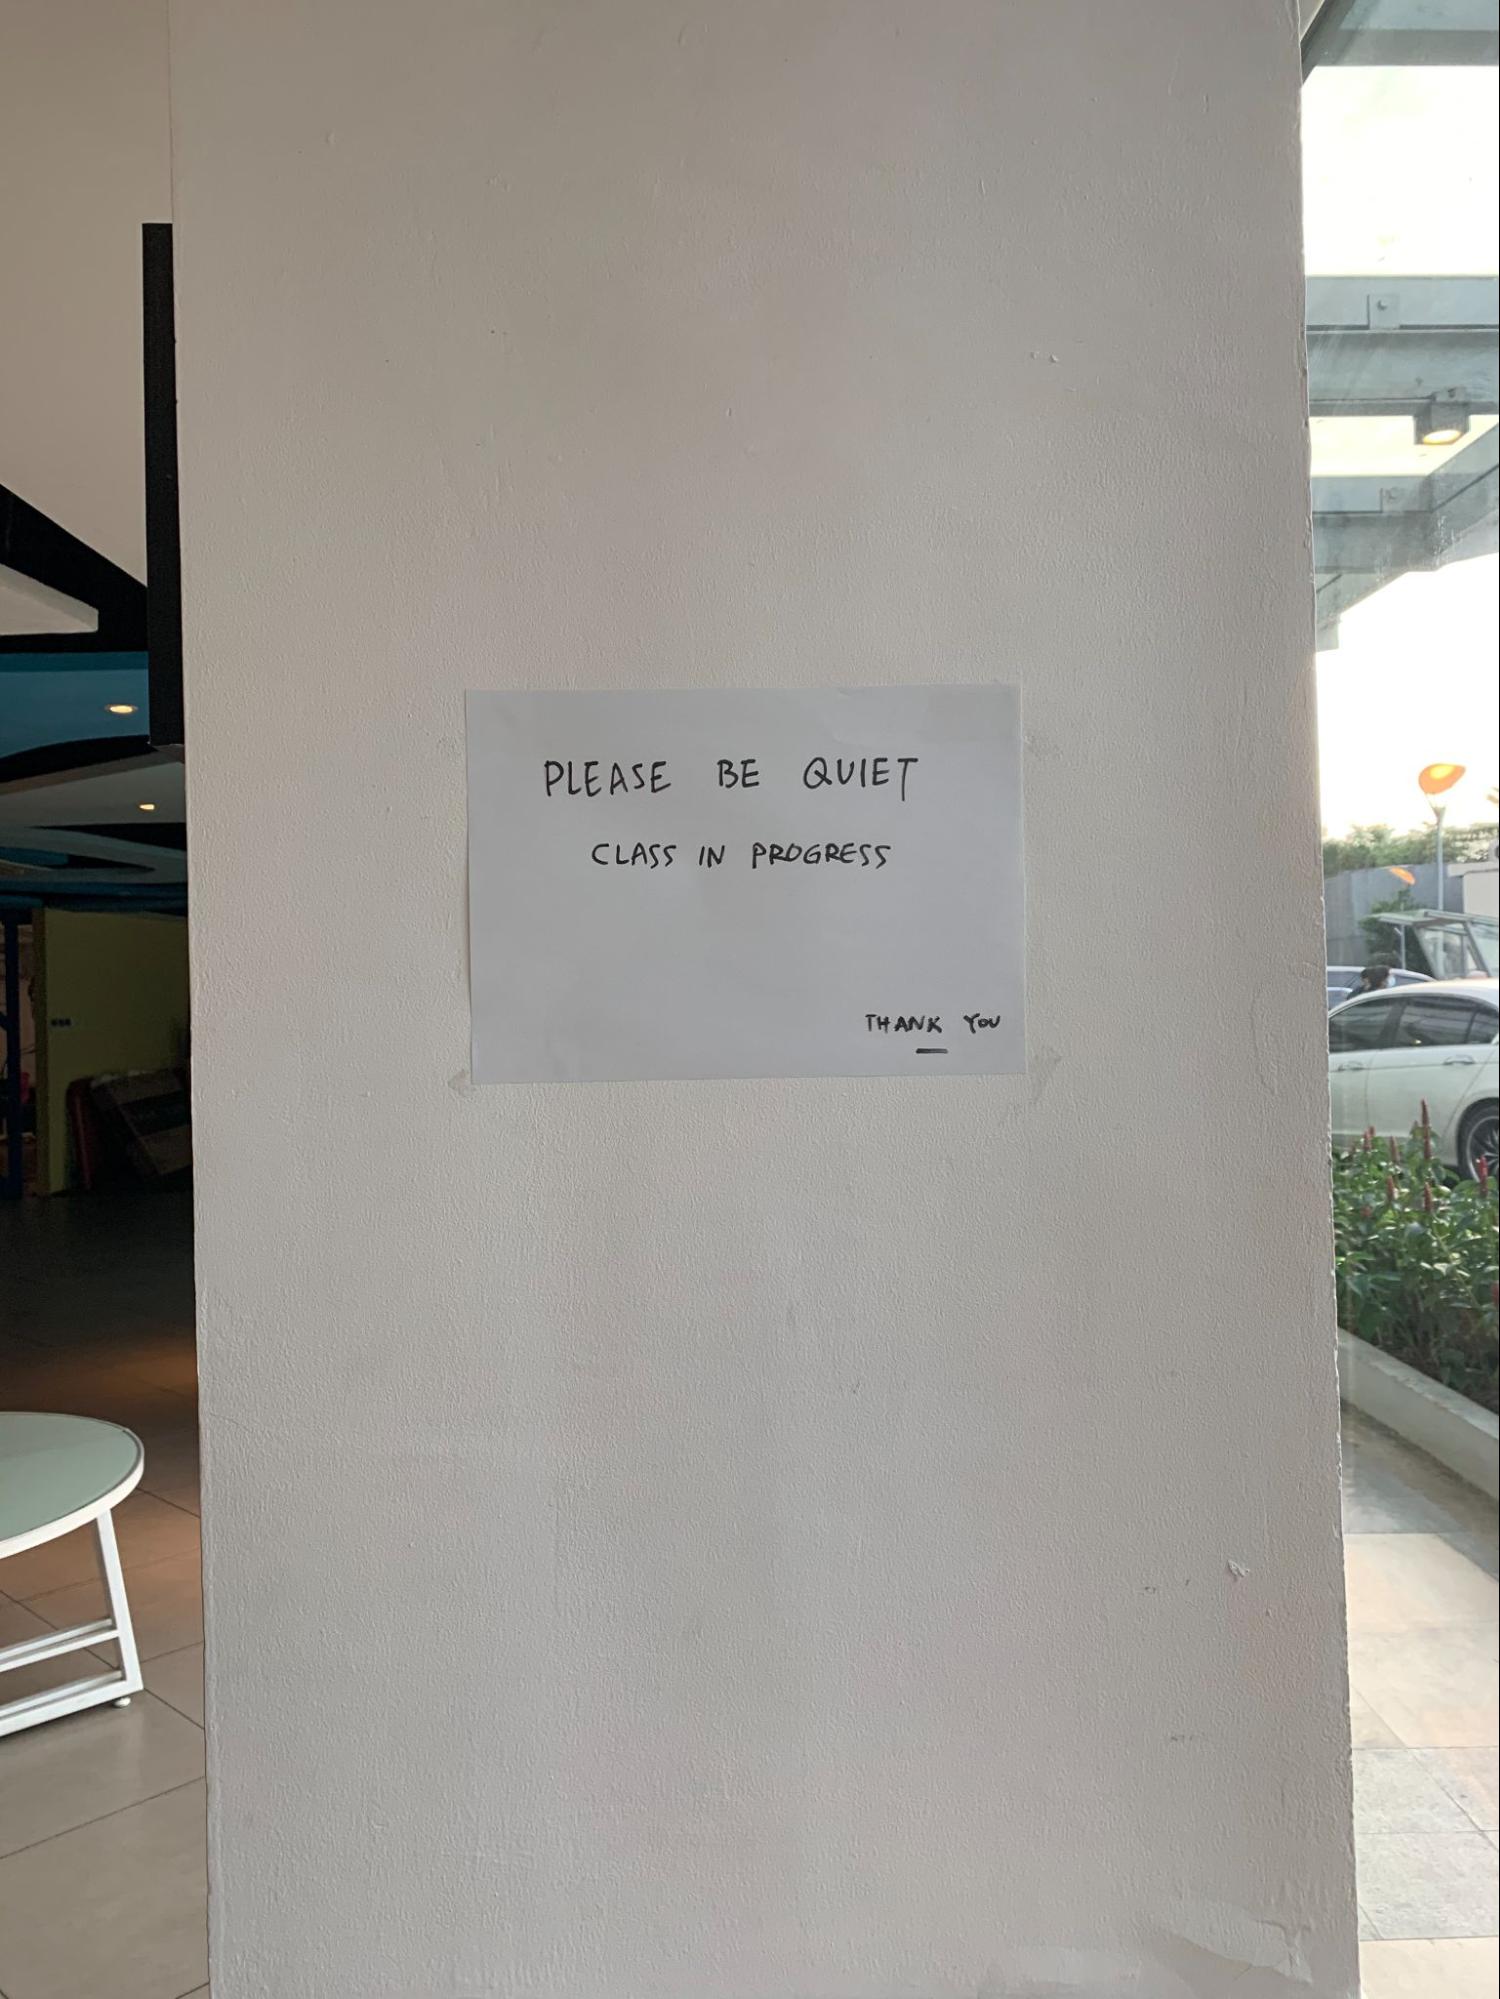 PLEASE BE QUIET
CLASS IN PROGRESS
THANK YOU